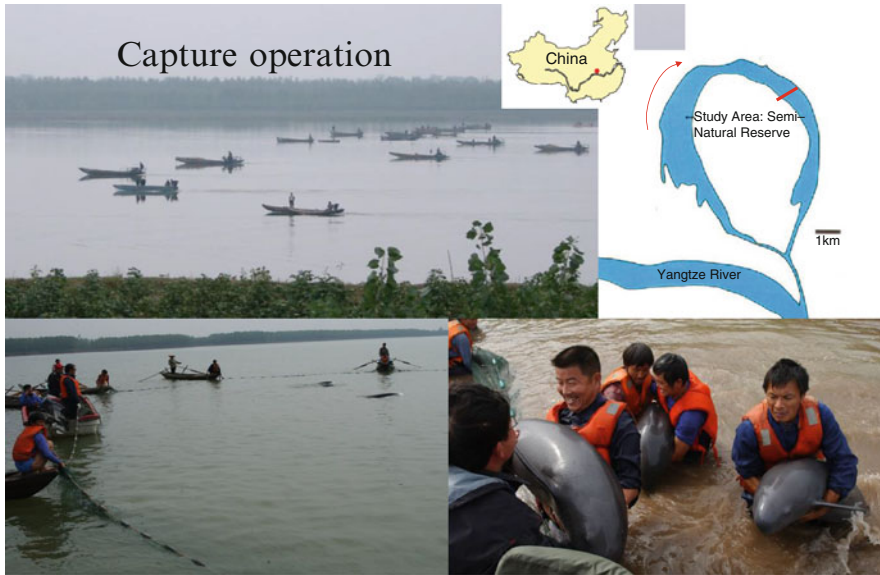 Capture operation
China
Study Area: Semi-
Natural Reserve
1km
Yangtze River